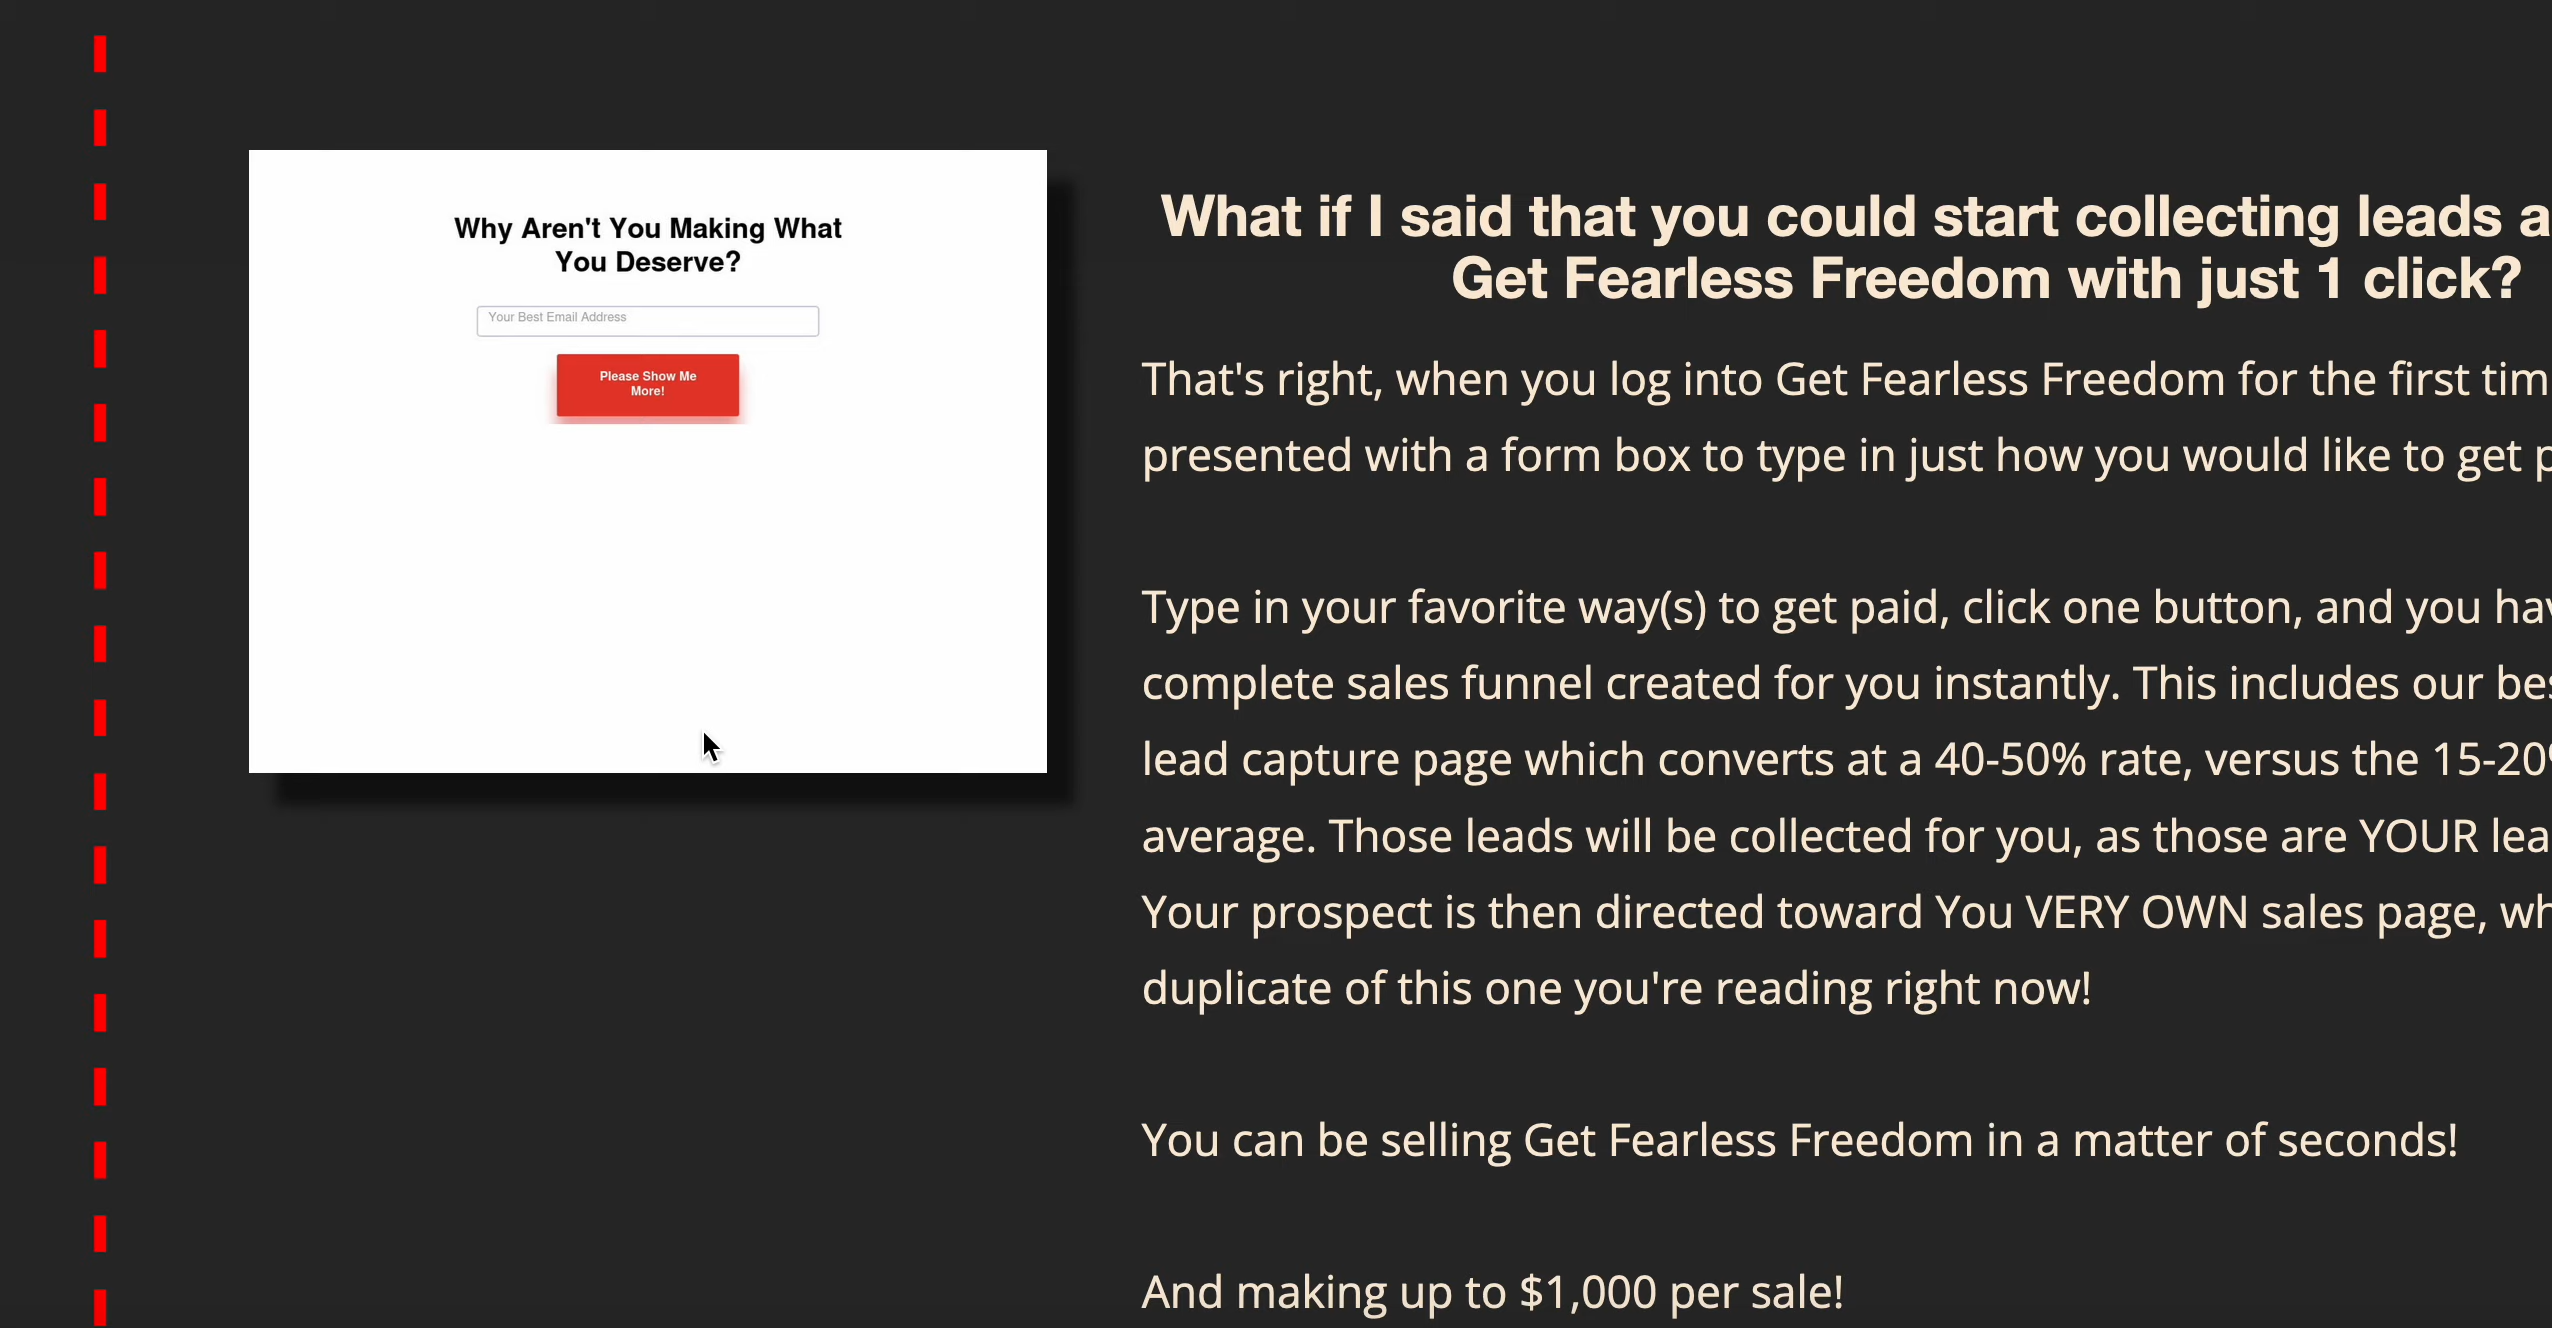 Why Aren't You Making What
You Deserve?
Your Best Email Address
Please Show Me
More!
What if I said that you could start collecting leads
Get Fearless Freedom with just 1 click?
That's right, when you log into Get Fearless Freedom for the first
presented with a form box to type in just how you would like to get
Type in your favorite way(s) to get paid, click one button, and you
complete sales funnel created for you instantly. This includes our
lead capture page which converts at a 40-50% rate, versus the
average. Those leads will be collected for you, as those are YOUR
Your prospect is then directed toward You VERY OWN sales page,
duplicate of this one you're reading right now!
You can be selling Get Fearless Freedom in a matter of seconds!
And making up to $1,000 per sale!